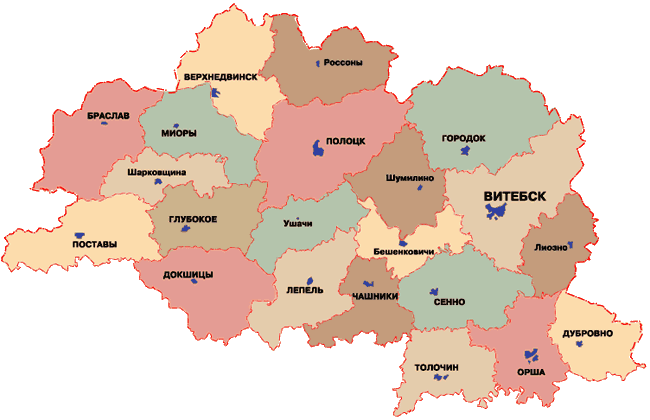 Россоны
ВЕРХНЕДВИНСК
БРАСЛАВ
МИОРЫ
ПОЛОЦК
ГОРОДОК
Шарковщина
Шумилино
ВИТЕБСК
ГЛУБОКОЕ
Ушачи
ПОСТАВЫ
Бешенковичи
Лиозно
ДОКШИЦЫ
ЛЕПЕЛЬ
ЧАШНИКИ
СЕННО
ДУБРОВНО
ТОЛОЧИН
ОРША